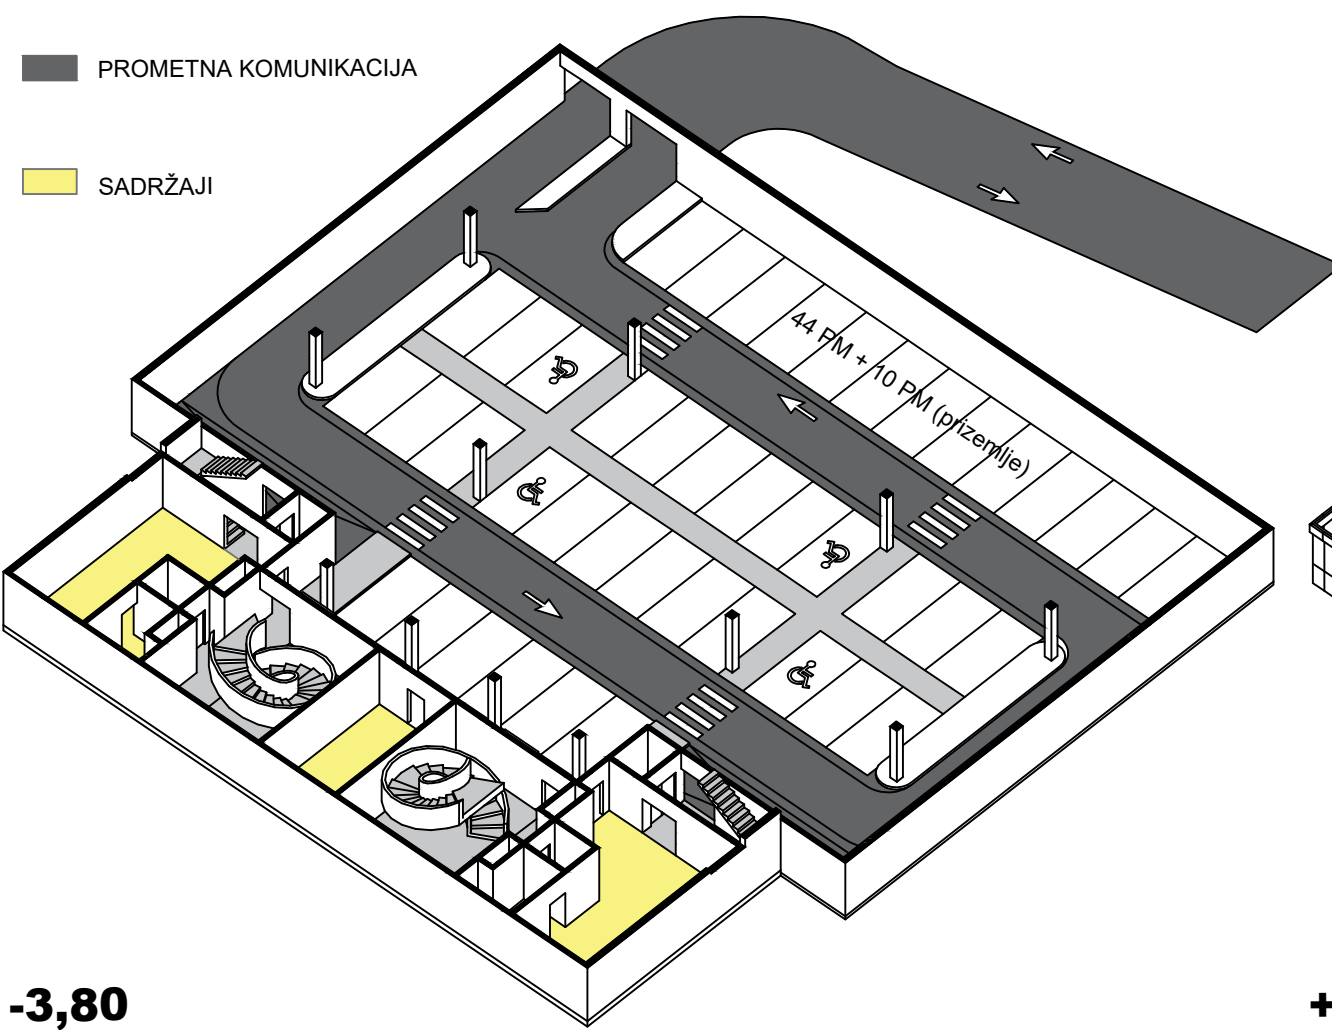 PROMETNA KOMUNIKACIJA
SADRŽAJI
44 PM + 10 PM (prizemlje)
-3,80
+